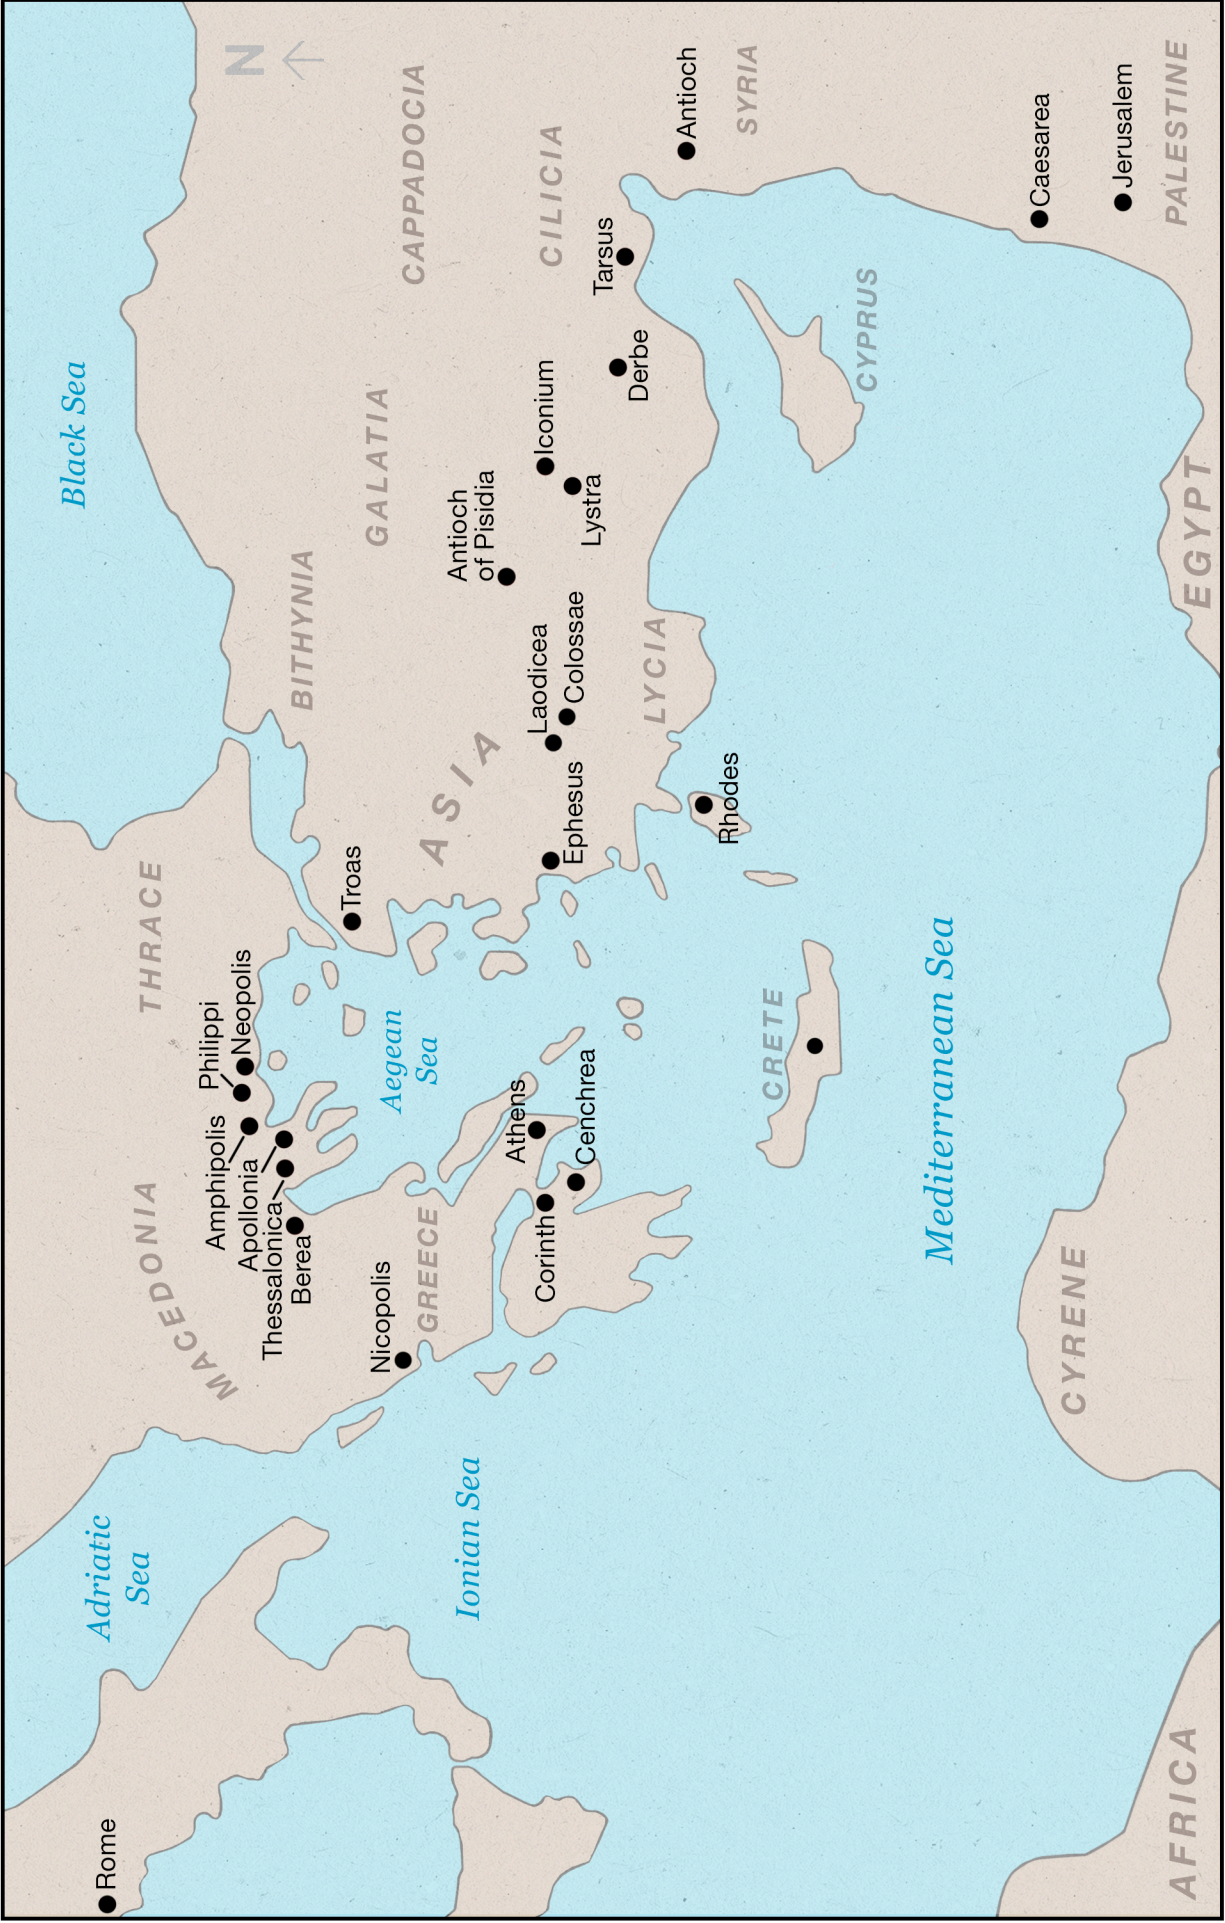 N
Black Sea
Adriatic
Sea
Ionian Sea
Aegean
Sea
Mediterranean Sea
THRACE
MACEDONIA
GREECE
BITHYNIA
GALATIA
CAPPADOCIA
CILICIA
ASIA
LYCIA
SYRIA
PALESTINE
CYPRUS
CRETE
EGYPT
CYRENE
AFRICA
Rome
Philippi
Neopolis
Amphipolis
Apollonia
Thessalonica
Berea
Nicopolis
Athens
Corinth
Cenchrea
Troas
Ephesus
Laodicea
Colossae
Antioch
of Pisidia
Iconium
Lystra
Derbe
Tarsus
Antioch
Rhodes
Caesarea
Jerusalem